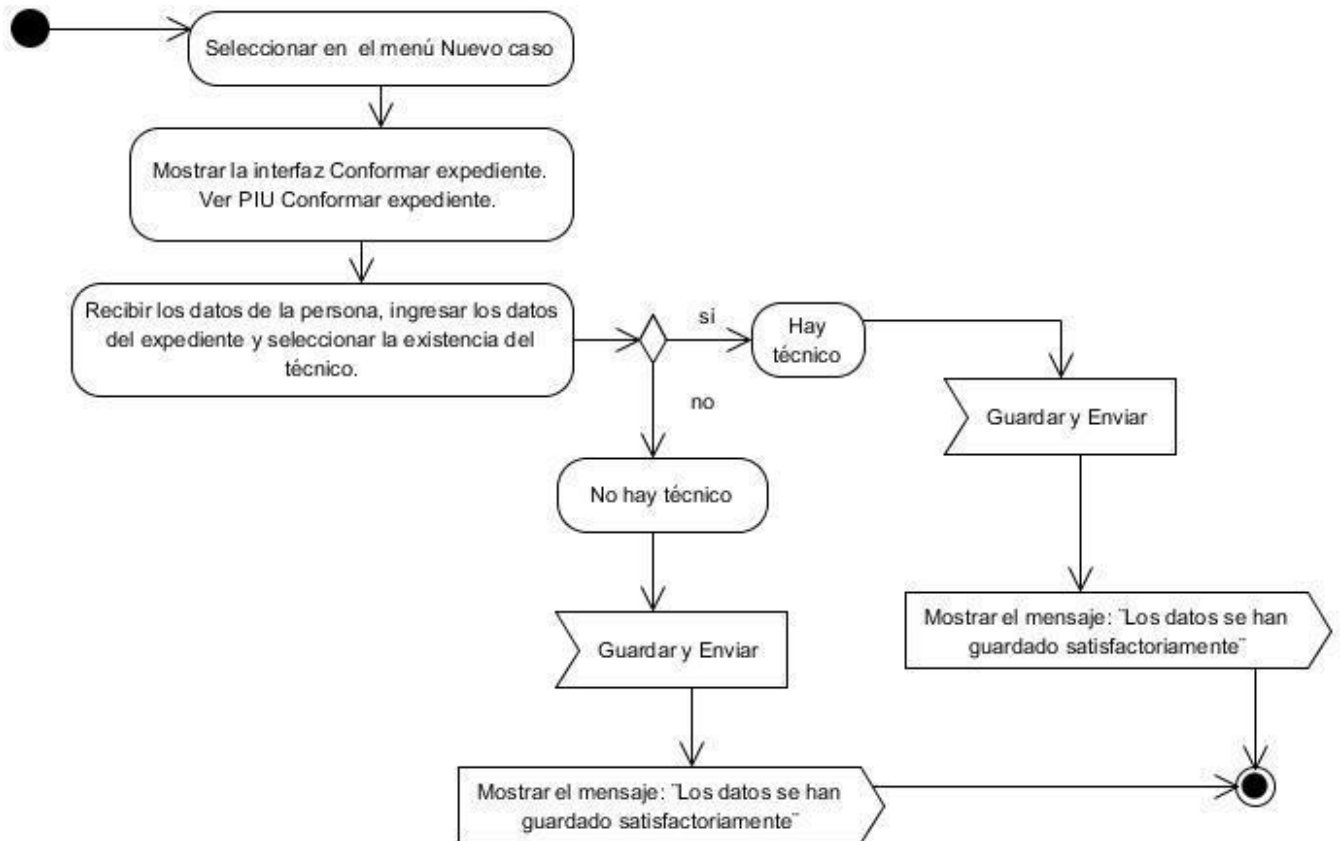 Seleccionar en el menú Nuevo caso
Mostrar la interfaz Conformar expediente.
Ver PIU Conformar expediente.
Recibir los datos de la persona, ingresar los datos
del expediente y seleccionar la existencia del
técnico.
si
Hay
técnico
no
Guardar y Enviar
No hay técnico
Mostrar el mensaje: ¨Los datos se han
guardado satisfactoriamente¨
Guardar y Enviar
Mostrar el mensaje: ¨Los datos se han
guardado satisfactoriamente¨